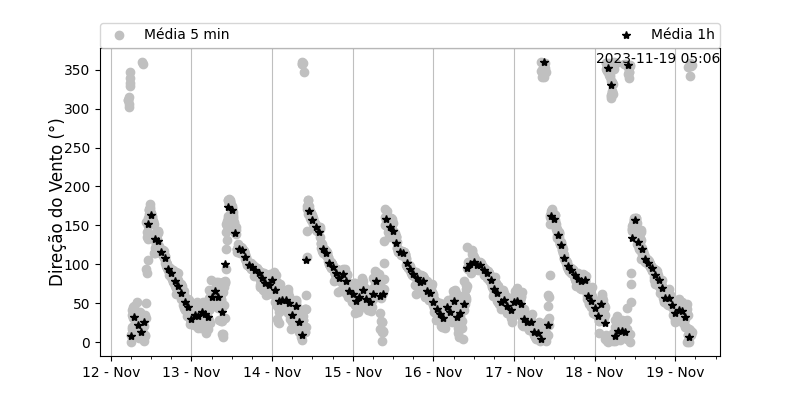 Média 5 min
Média 1h
2023-11-19 05:06
Direção do Vento (°)
350
300
250
200
150
100
50
0
12 - Nov
13 - Nov
14 - Nov
15 - Nov
16 - Nov
17 - Nov
18 - Nov
19 - Nov